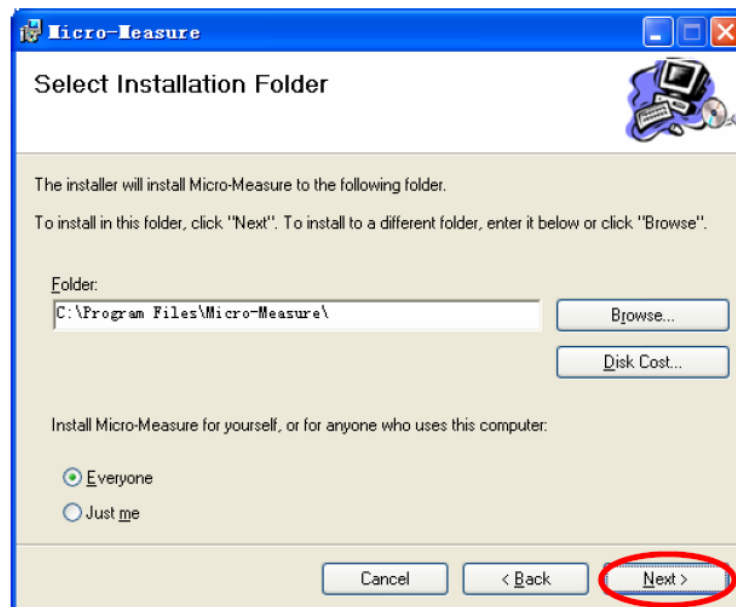 Micro-Measure
Select Installation Folder
The installer will install Micro-Measure to the following folder.
To install in this folder, click "Next". To install to a different folder, enter it below or click "Browse".
Folder:
C:\Program Files\Micro-Measure\
Browse...
Disk Cost...
Install Micro-Measure for yourself, or for anyone who uses this computer:
Everyone
Just me
Cancel
< Back
Next >